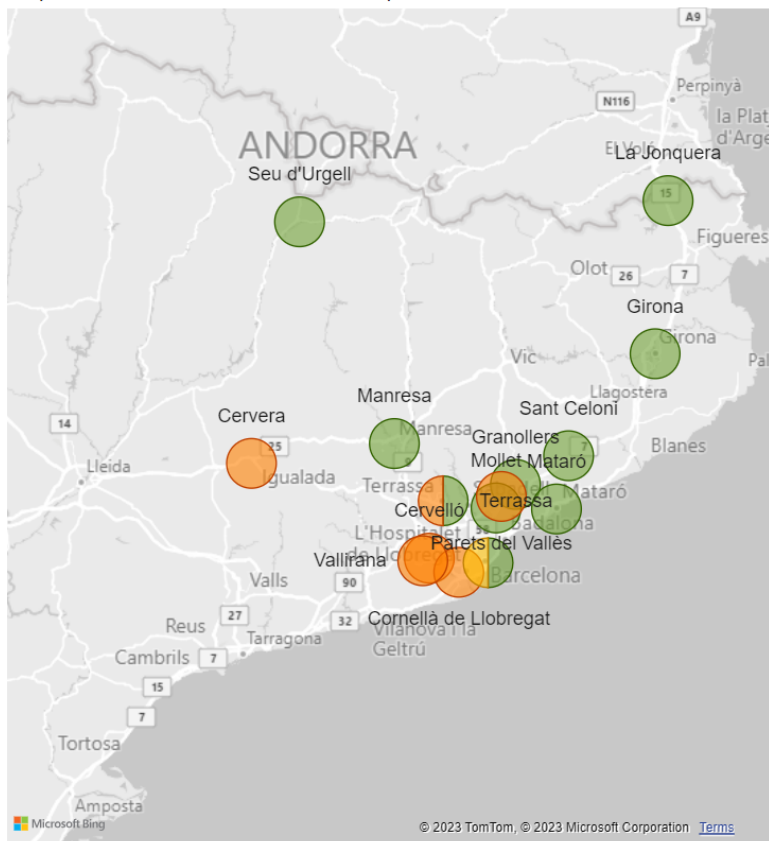 A9
Perpinyà
N116
la Plat
d'Arge
ANDORRA
El Voló
La Jonquera
Seu d'Urgell
15
Figueres
Olot
26
7
Girona
Girona
Vic
Pal
Llagostera
Manresa
Sant Celoni
Cervera
14
Manresa
Granollers
7
Blanes
25
Mollet Mataró
Lleida
Igualada
Terrassa
Terrassa
Mataró
Cervelló
Badalona
L'Hospitalet
de Llobregat
33
Parets del Vallès
Vallirana
Barcelona
Valls
90
Cornellà de Llobregat
Reus
27
32
Vilanova i la
Geltrú
Tarragona
Cambrils
7
15
7
Tortosa
Amposta
Microsoft Bing
© 2023 TomTom, © 2023 Microsoft Corporation Terms